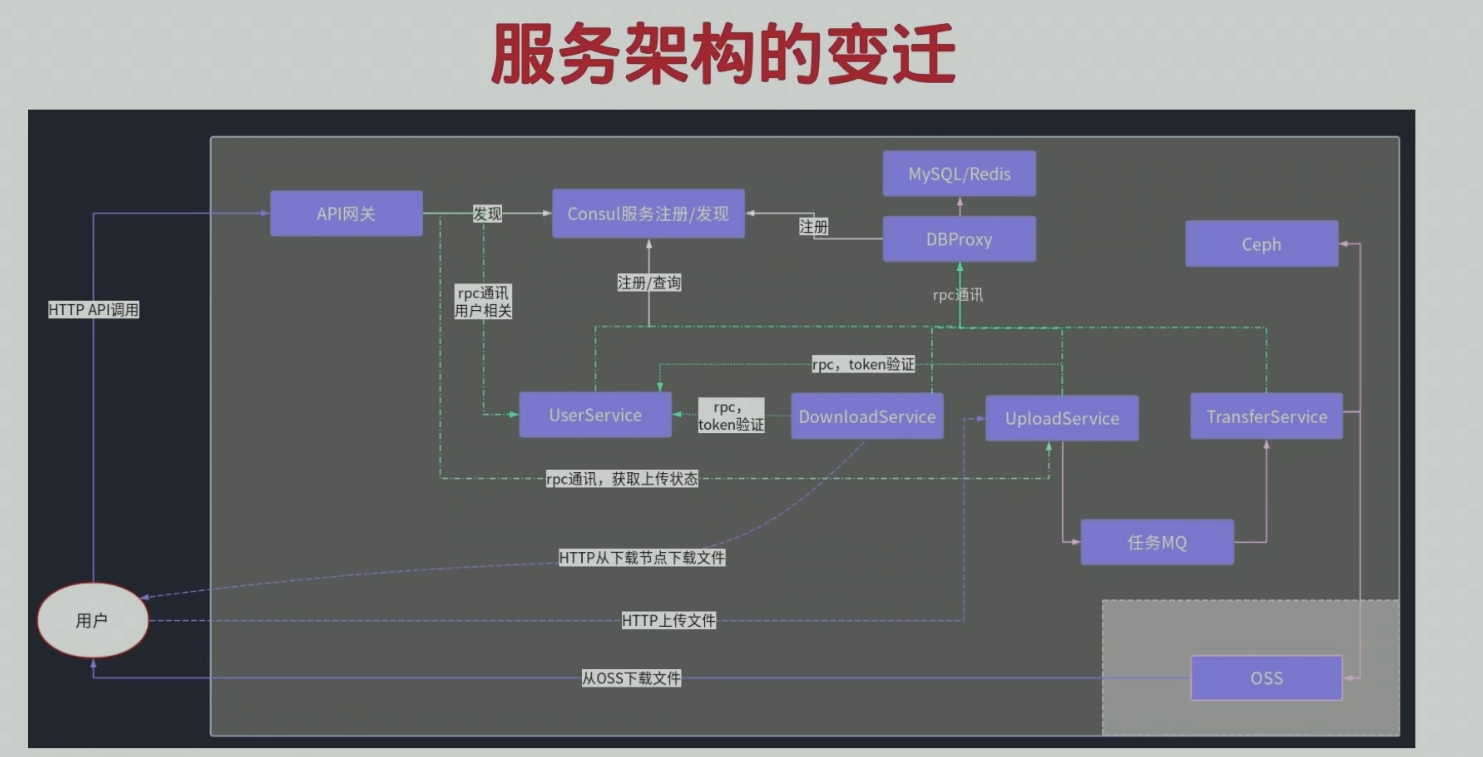 服务架构的变迁
MySQL/Redis
API网关
发现
Consul服务注册/发现
注册
DBProxy
Ceph
注册/查询
rpc通讯
用户相关
rpc通讯
HTTP API调用
rpc，token验证
UserService
rpc，
token验证
DownloadService
UploadService
TransferService
rpc通讯，获取上传状态
任务MQ
HTTP从下载节点下载文件
用户
HTTP上传文件
从OSS下载文件
OSS